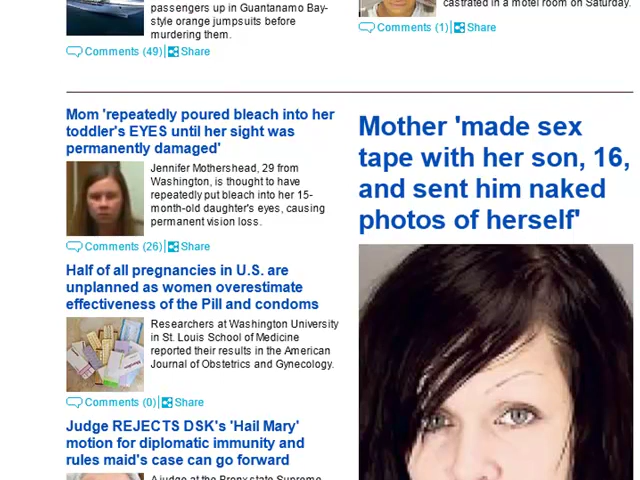 passengers up in Guantanamo Bay-
style orange jumpsuits before
murdering them.
Comments (49) Share
Mom 'repeatedly poured bleach into her
toddler's EYES until her sight was
permanently damaged'
Jennifer Mothershead, 29 from
Washington, is thought to have
repeatedly put bleach into her 15-
month-old daughter's eyes, causing
permanent vision loss.
Comments (26) Share
Half of all pregnancies in U.S. are
unplanned as women overestimate
effectiveness of the Pill and condoms
Researchers at Washington University
in St. Louis School of Medicine
reported their results in the American
Journal of Obstetrics and Gynecology.
Comments (0) Share
Judge REJECTS DSK's 'Hail Mary'
motion for diplomatic immunity and
rules maid's case can go forward
A judge at the Bronx state Supreme
castrated in a motel room on Saturday.
Comments (1) Share
Mother 'made sex
tape with her son, 16,
and sent him naked
photos of herself'